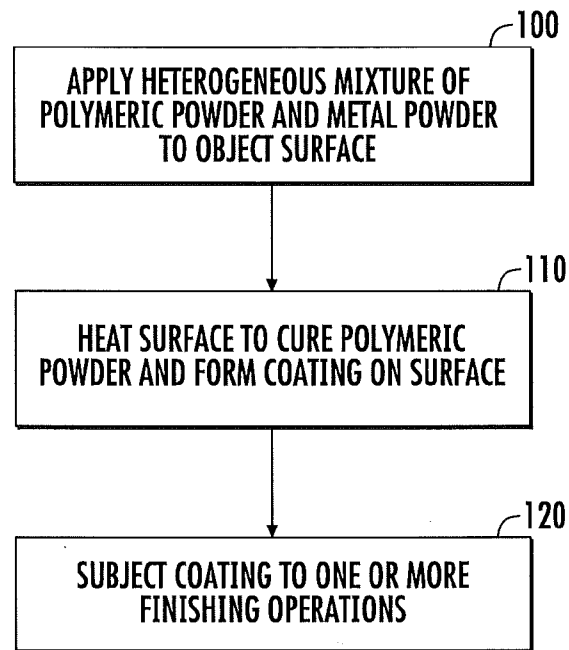 100
APPLY HETEROGENEOUS MIXTURE OF
POLYMERIC POWDER AND METAL POWDER
TO OBJECT SURFACE
110
HEAT SURFACE TO CURE POLYMERIC
POWDER AND FORM COATING ON SURFACE
120
SUBJECT COATING TO ONE OR MORE
FINISHING OPERATIONS